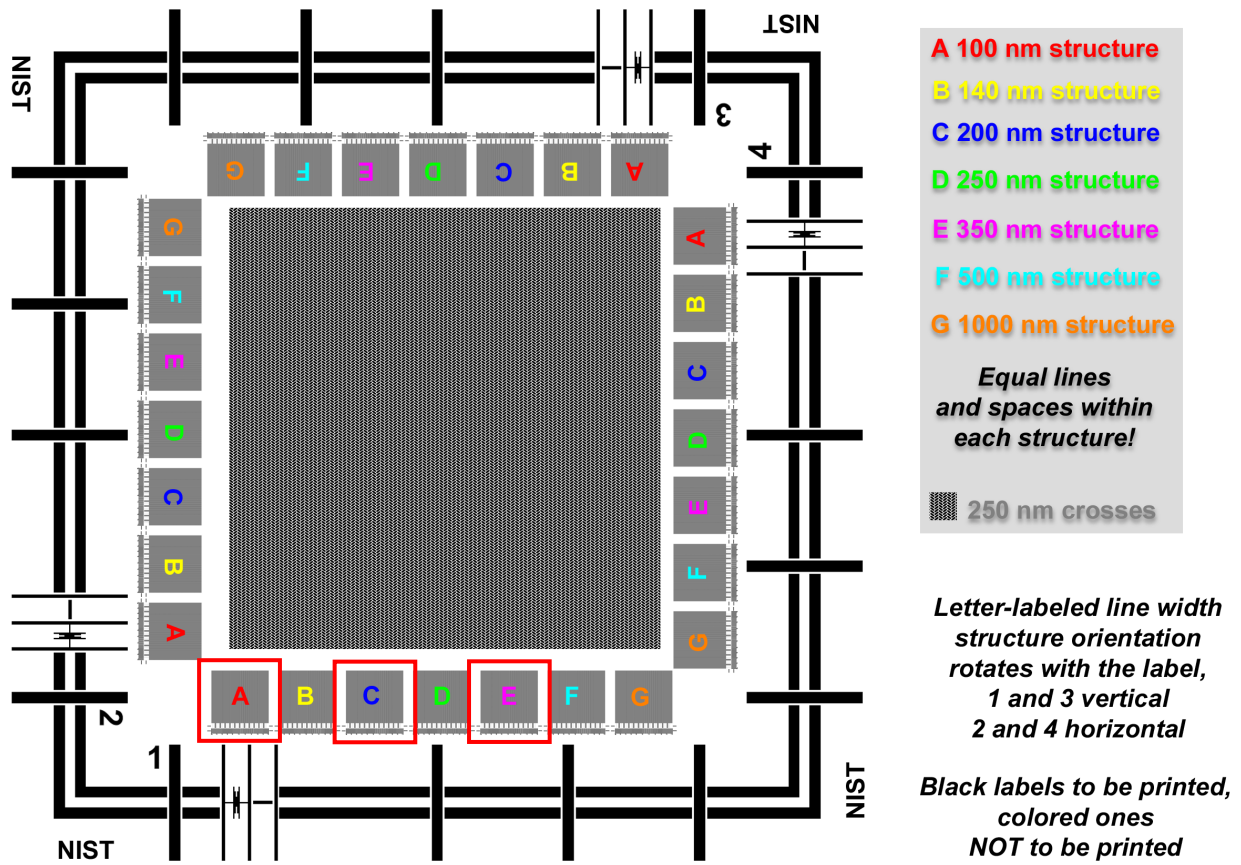 NIST
NIST
3
4
G F E D C B A
G
F
E
D
C
B
A
A
B
C
D
E
F
G
A B C D E F G
2
1
NIST
NIST
A 100 nm structure
B 140 nm structure
C 200 nm structure
D 250 nm structure
E 350 nm structure
F 500 nm structure
G 1000 nm structure
Equal lines
and spaces within
each structure!
250 nm crosses
Letter-labeled line width
structure orientation
rotates with the label,
1 and 3 vertical
2 and 4 horizontal
Black labels to be printed,
colored ones
NOT to be printed